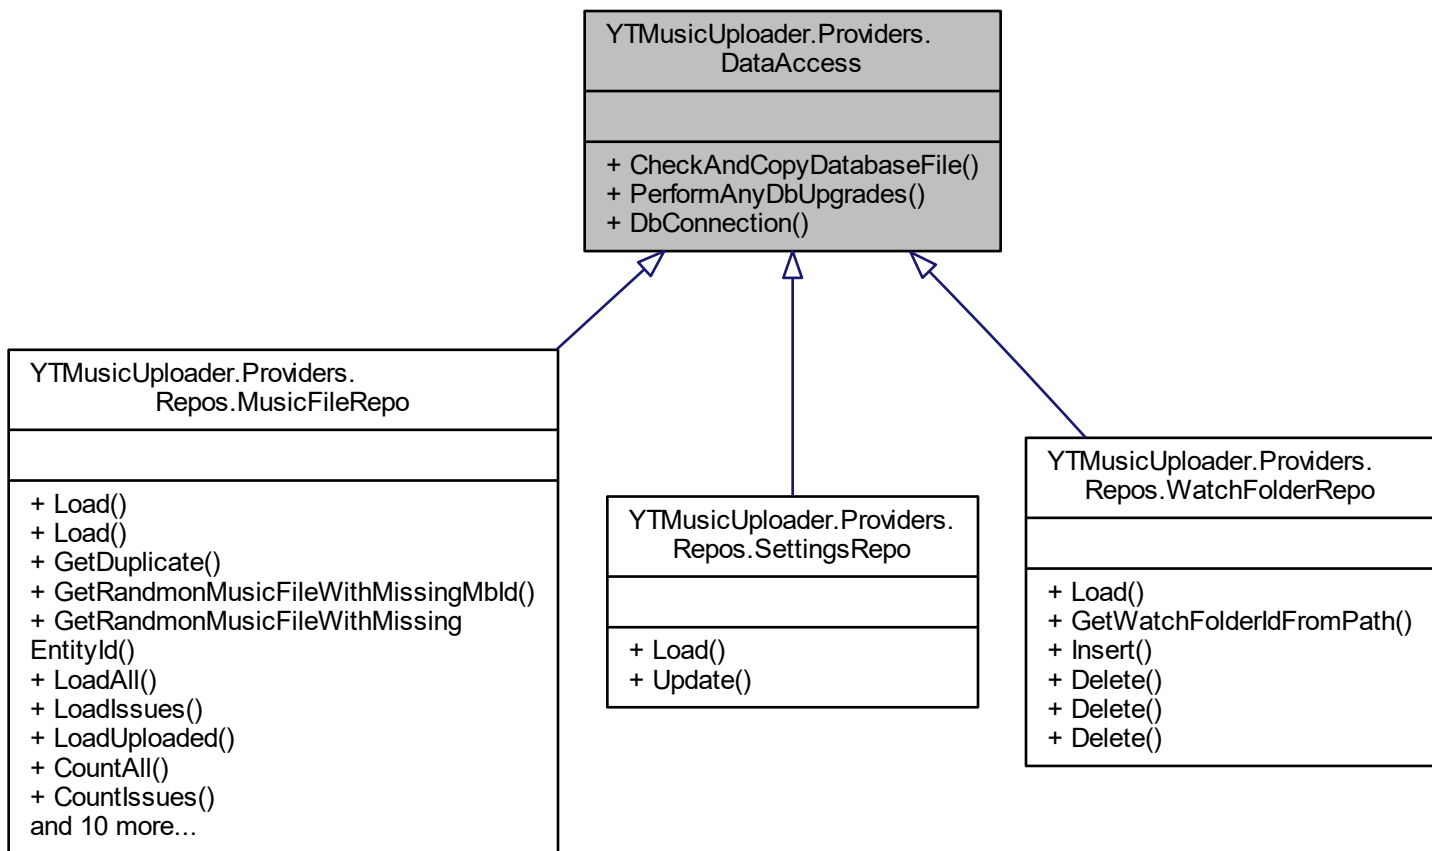 YTMusicUploader.Providers.
DataAccess
+ CheckAndCopyDatabaseFile()
+ PerformAnyDbUpgrades()
+ DbConnection()
YTMusicUploader.Providers.
Repos.MusicFileRepo
+ Load()
+ Load()
+ GetDuplicate()
+ GetRandmonMusicFileWithMissingMbId()
+ GetRandmonMusicFileWithMissing
EntityId()
+ LoadAll()
+ LoadIssues()
+ LoadUploaded()
+ CountAll()
+ CountIssues()
and 10 more...
YTMusicUploader.Providers.
Repos.SettingsRepo
+ Load()
+ Update()
YTMusicUploader.Providers.
Repos.WatchFolderRepo
+ Load()
+ GetWatchFolderIdFromPath()
+ Insert()
+ Delete()
+ Delete()
+ Delete()